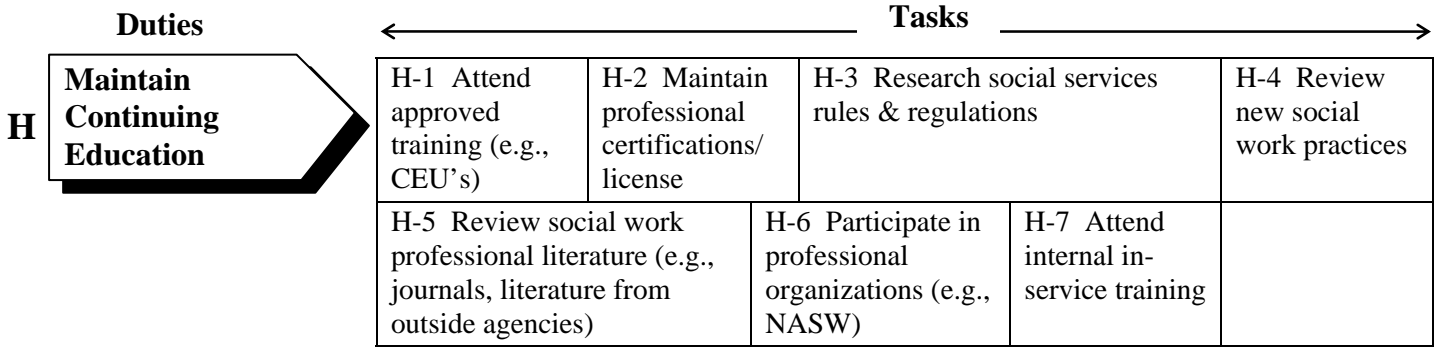 Duties
Tasks
H
Maintain
Continuing
Education
H-1 Attend
approved
training (e.g.,
CEU's)
H-2 Maintain
professional
certifications/
license
H-3 Research social services
rules & regulations
H-4 Review
new social
work practices
H-5 Review social work
professional literature (e.g.,
journals, literature from
outside agencies)
H-6 Participate in
professional
organizations (e.g.,
NASW)
H-7 Attend
internal in-
service training